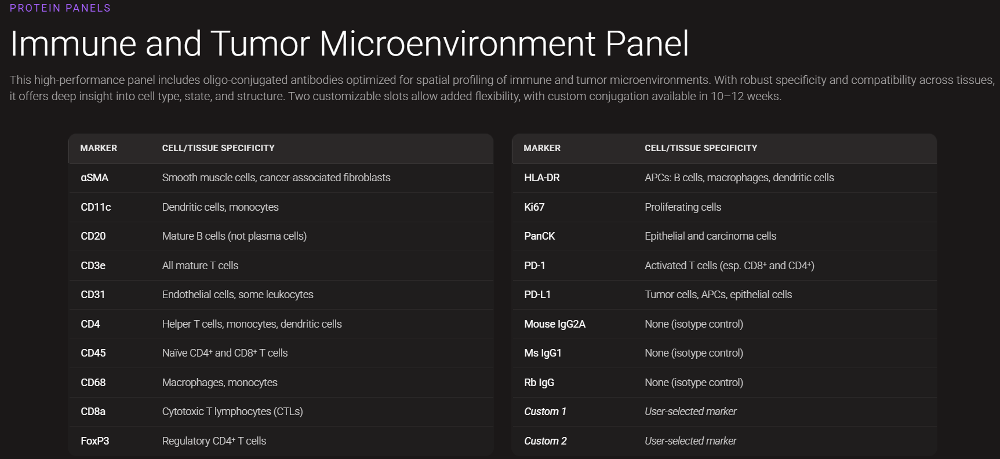 PROTEIN PANELS
Immune and Tumor Microenvironment Panel
This high-performance panel includes oligo-conjugated antibodies optimized for spatial profiling of immune and tumor microenvironments. With robust specificity and compatibility across tissues,
it offers deep insight into cell type, state, and structure. Two customizable slots allow added flexibility, with custom conjugation available in 10–12 weeks.
MARKER CELL/TISSUE SPECIFICITY
αSMA Smooth muscle cells, cancer-associated fibroblasts
CD11c Dendritic cells, monocytes
CD20 Mature B cells (not plasma cells)
CD3e All mature T cells
CD31 Endothelial cells, some leukocytes
CD4 Helper T cells, monocytes, dendritic cells
CD45 Naïve CD4⁺ and CD8⁺ T cells
CD68 Macrophages, monocytes
CD8a Cytotoxic T lymphocytes (CTLs)
FoxP3 Regulatory CD4⁺ T cells
MARKER CELL/TISSUE SPECIFICITY
HLA-DR APCs: B cells, macrophages, dendritic cells
Ki67 Proliferating cells
PanCK Epithelial and carcinoma cells
PD-1 Activated T cells (esp. CD8⁺ and CD4⁺)
PD-L1 Tumor cells, APCs, epithelial cells
Mouse IgG2A None (isotype control)
Ms IgG1 None (isotype control)
Rb IgG None (isotype control)
Custom 1 User-selected marker
Custom 2 User-selected marker